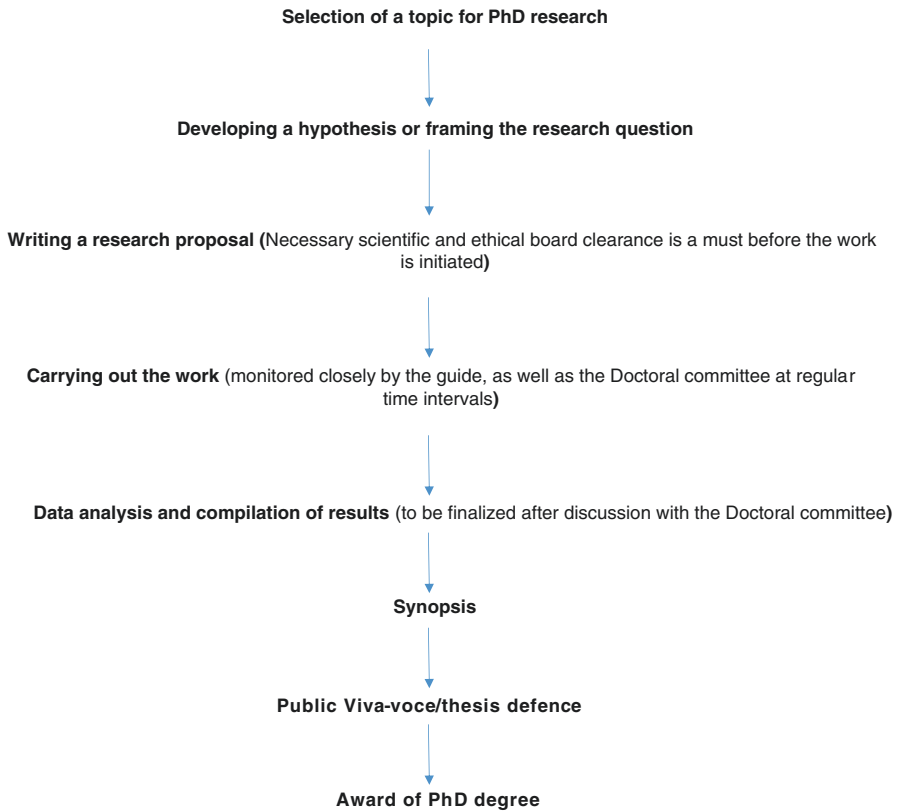 Selection of a topic for PhD research
Developing a hypothesis or framing the research question
Writing a research proposal (Necessary scientific and ethical board clearance is a must before the work
is initiated)
Carrying out the work (monitored closely by the guide, as well as the Doctoral committee at regular
time intervals)
Data analysis and compilation of results (to be finalized after discussion with the Doctoral committee)
Synopsis
Public Viva-voce/thesis defence
Award of PhD degree